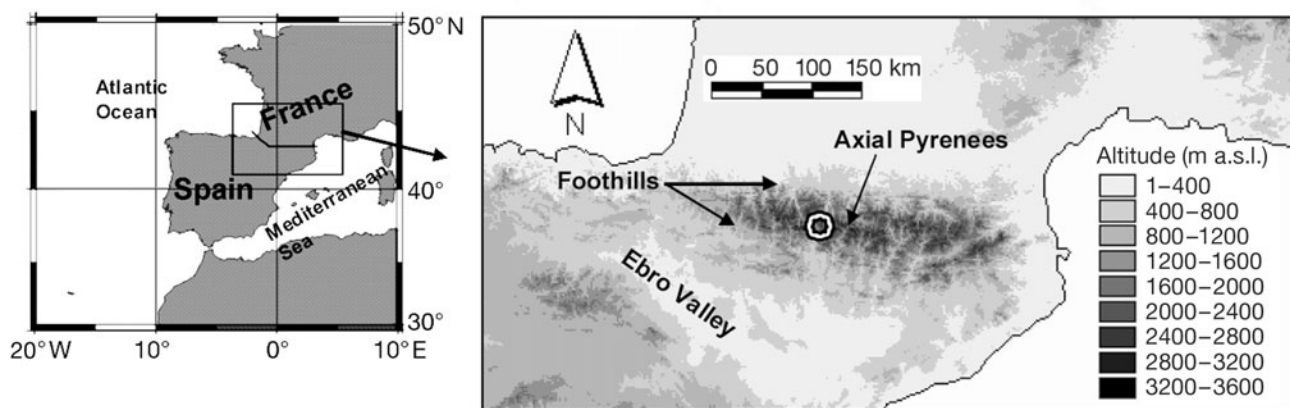 50°N
Atlantic
Ocean
France
Spain
40°
Mediterranean
Sea
30°
20°W
10°
0°
10°E
0 50 100 150 km
N
Axial Pyrenees
Foothills
Ebro Valley
Altitude (m a.s.l.)
1–400
400–800
800–1200
1200–1600
1600–2000
2000–2400
2400–2800
2800–3200
3200–3600